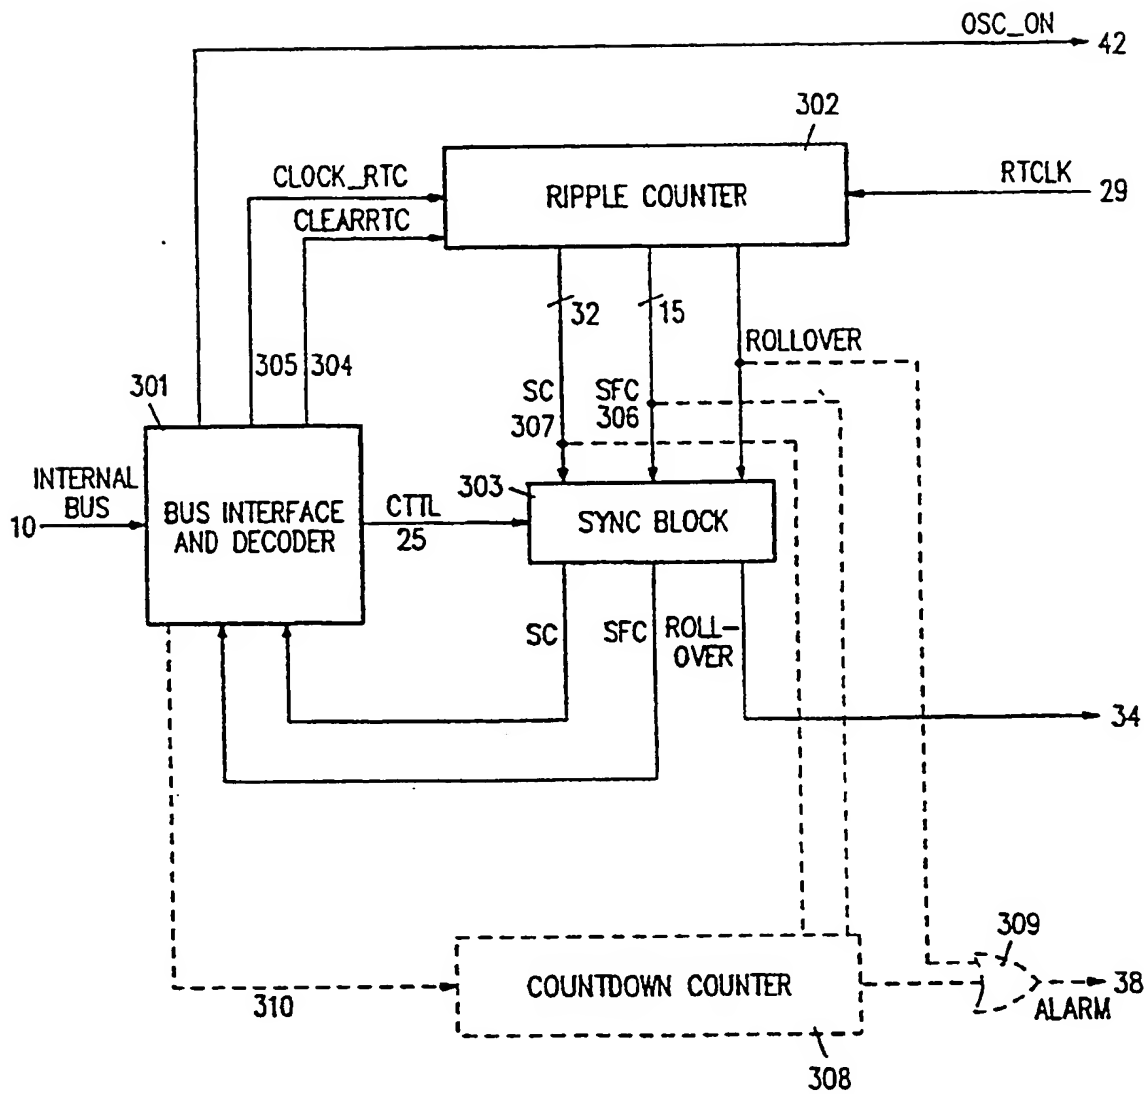 OSC_ON
42
302
CLOCK_RTC
RIPPLE COUNTER
RTCLK
29
CLEARRTC
32
15
ROLLOVER
305
304
301
SC
307
SFC
306
INTERNAL
BUS
10
BUS INTERFACE
AND DECODER
CTTL
25
303
SYNC BLOCK
SC
SFC
ROLL-
OVER
34
309
310
COUNTDOWN COUNTER
38
ALARM
308